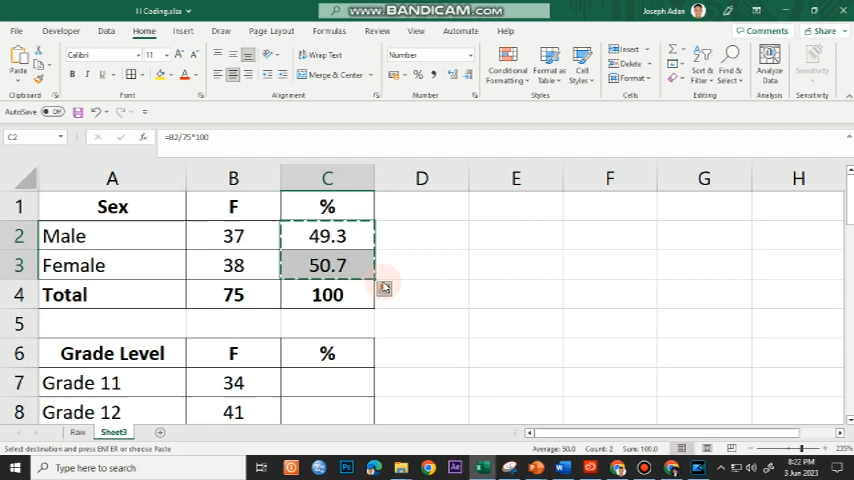 11 Coding.xlsx
www.BANDICAM.com
Joseph Adan
File Developer Home Insert Draw Page Layout Formulas Review View Automate Help Comments Share
Calibri 11 Wrap Text Number Insert
Paste Merge & Center Conditional Formatting Format as Table Cell Styles Delete Format Sort & Filter Find & Select Analyze Data Sensitivity
Clipboard Font Alignment Number Styles Cells Editing Analysis Sensitivity
AutoSave Off
C2 fx =B2/75*100
A B C D E F G H
1 Sex F %
2 Male 37 49.3
3 Female 38 50.7
4 Total 75 100
5
6 Grade Level F %
7 Grade 11 34
8 Grade 12 41
Raw Sheet3
Select destination and press ENTER or choose Paste Average: 50.0 Count: 2 Sum: 100.0 235%
Type here to search
8:22 PM
3 Jun 2023